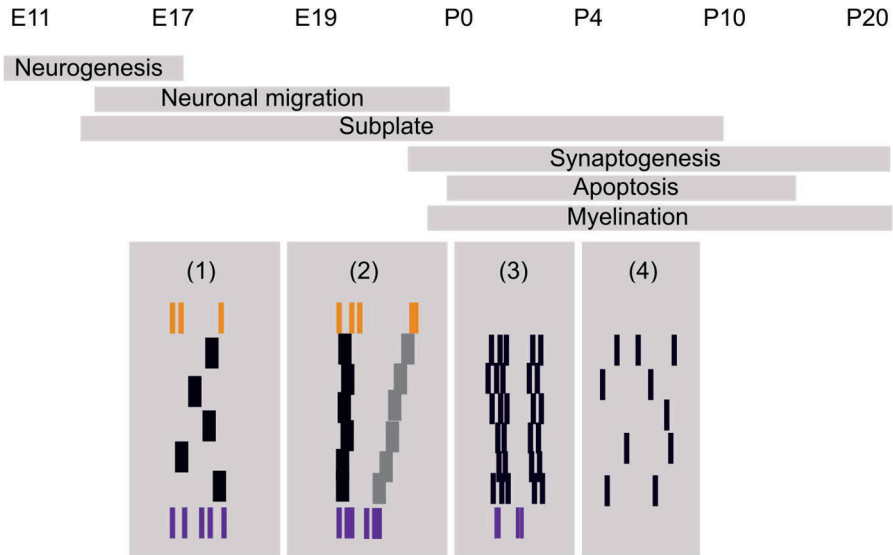 E11 E17 E19 P0 P4 P10 P20
Neurogenesis
Neuronal migration
Subplate
Synaptogenesis
Apoptosis
Myelination
(1) (2) (3) (4)